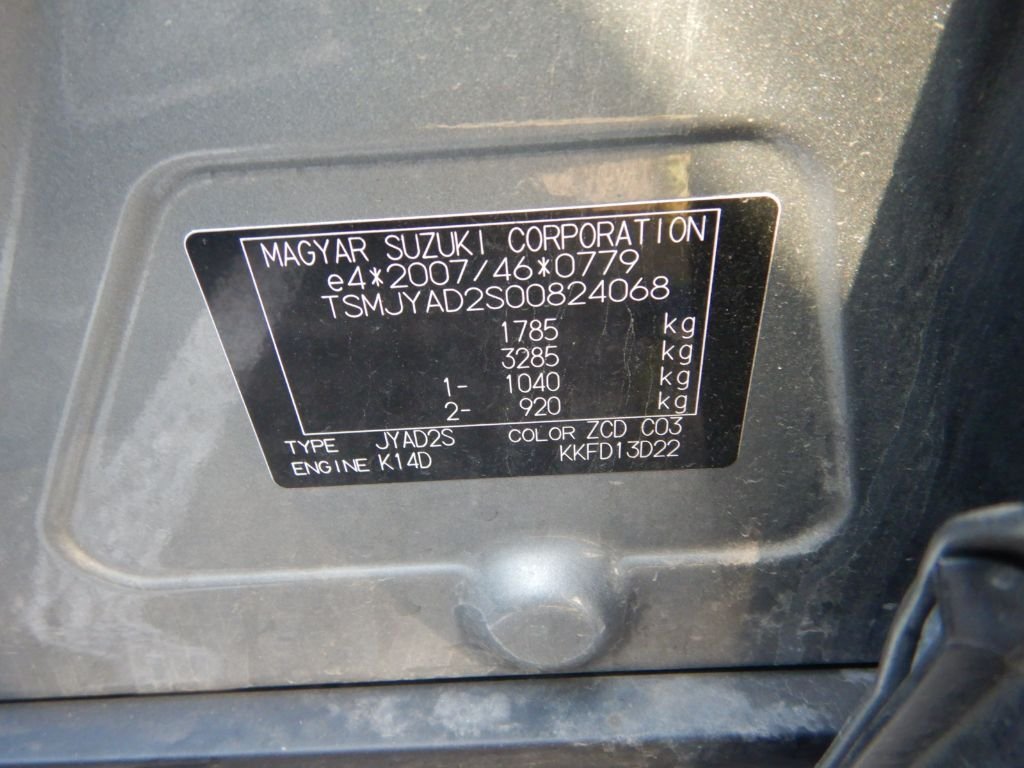 MAGYAR SUZUKI CORPORATION
e4*2007/46*0779
TSMJYAD2S00824068
1785 kg
3285 kg
1- 1040 kg
2- 920 kg
TYPE JYAD2S COLOR ZCD C03
ENGINE K14D KKFD13D22